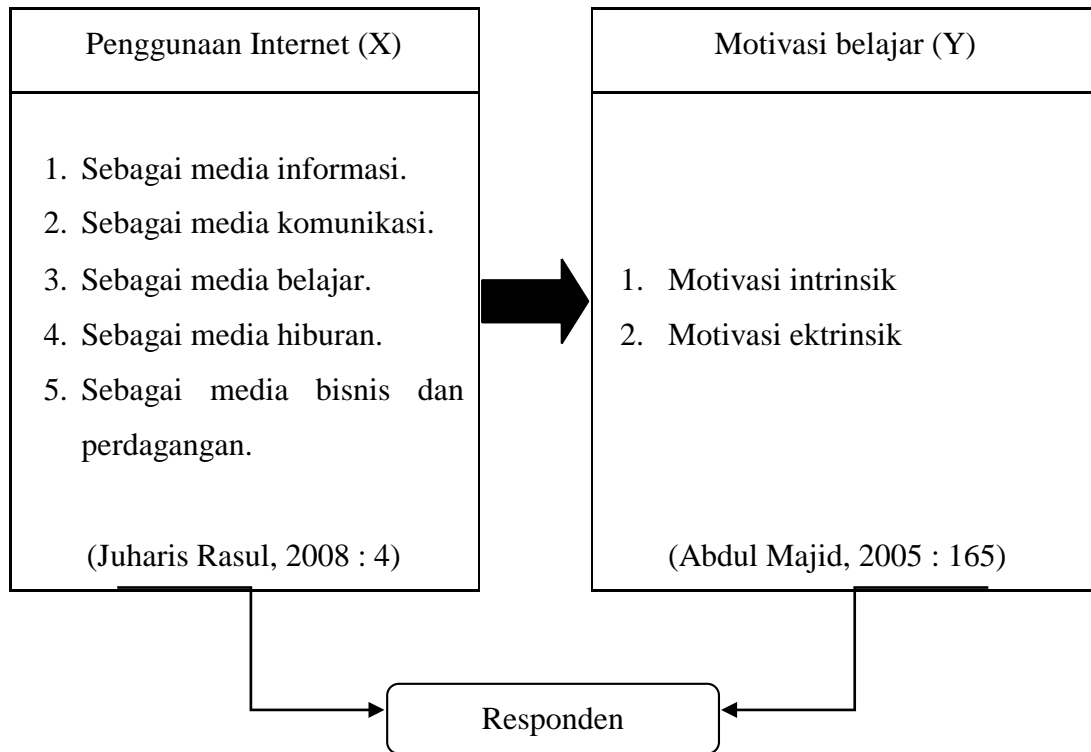 Penggunaan Internet (X)
1. Sebagai media informasi.
2. Sebagai media komunikasi.
3. Sebagai media belajar.
4. Sebagai media hiburan.
5. Sebagai media bisnis dan
perdagangan.
(Juharis Rasul, 2008 : 4)
Motivasi belajar (Y)
1. Motivasi intrinsik
2. Motivasi ektrinsik
(Abdul Majid, 2005 : 165)
Responden